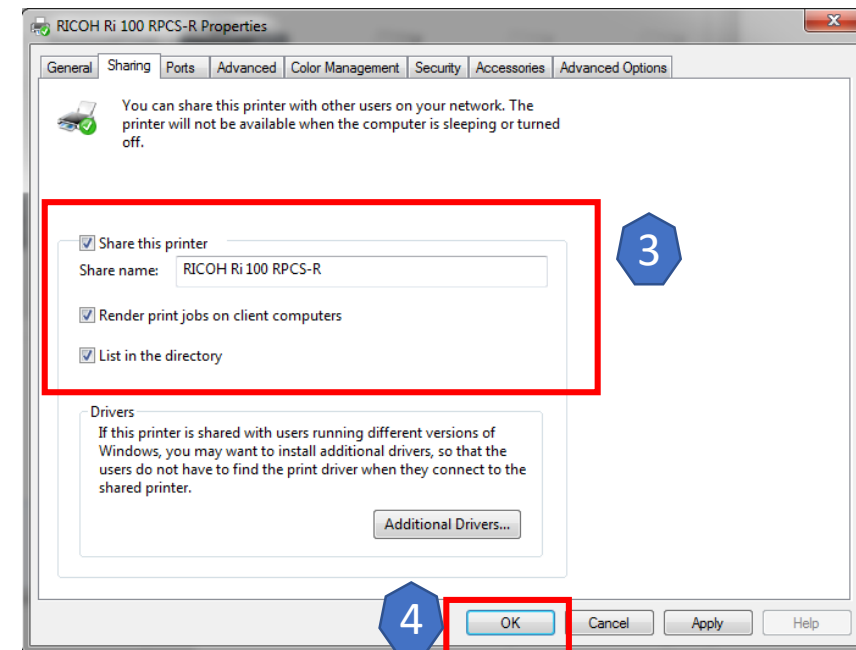 RICOH Ri 100 RPCS-R Properties
General Sharing Ports Advanced Color Management Security Accessories Advanced Options
You can share this printer with other users on your network. The
printer will not be available when the computer is sleeping or turned
off.
3
Share this printer
Share name: RICOH Ri 100 RPCS-R
Render print jobs on client computers
List in the directory
Drivers
If this printer is shared with users running different versions of
Windows, you may want to install additional drivers, so that the
users do not have to find the print driver when they connect to the
shared printer.
Additional Drivers...
4
OK Cancel Apply Help